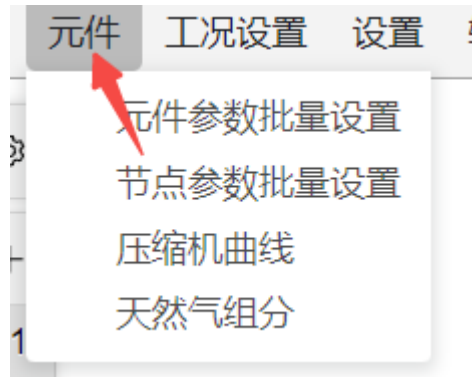 元件 工况设置 设置
元件参数批量设置
节点参数批量设置
压缩机曲线
天然气组分
1